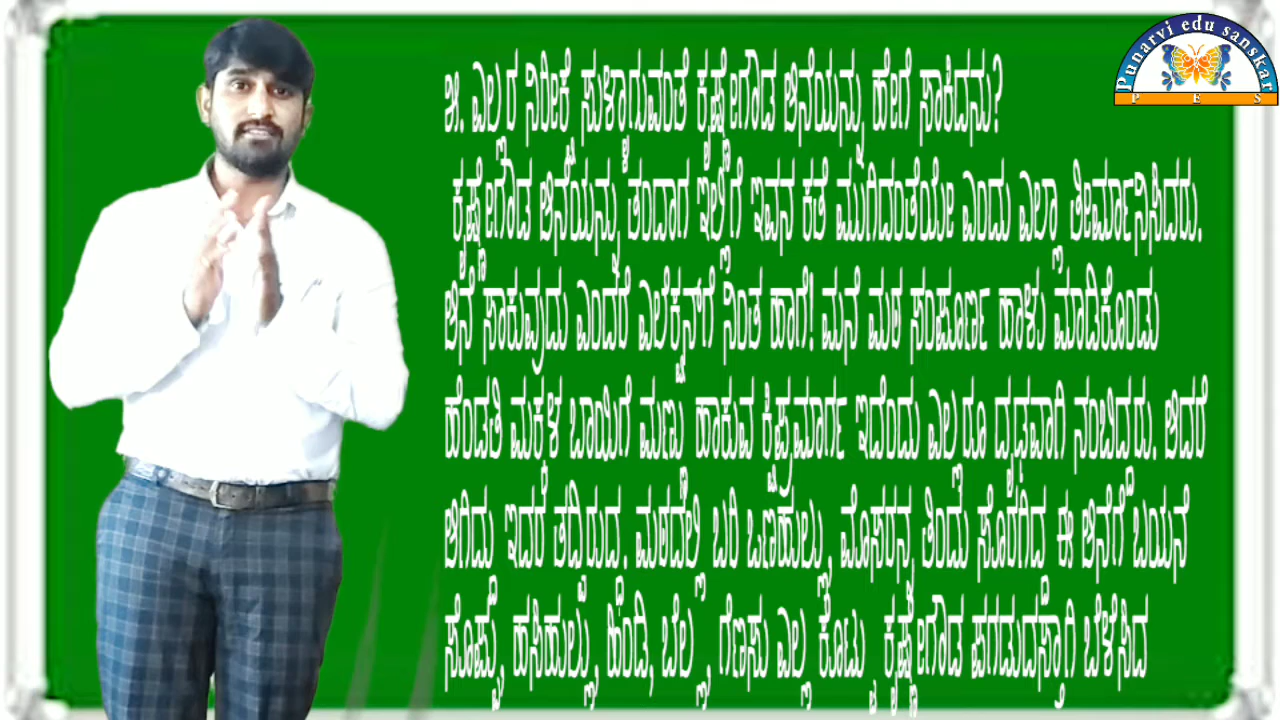 ೫. ಎಲ್ಲರ ನಿರೀಕ್ಷೆ ಸುಳ್ಳಾಗುವಂತೆ ಕೃಷ್ಣೇಗೌಡ ಆನೆಯನ್ನು ಹೇಗೆ ಸಾಕಿದನು?
ಕೃಷ್ಣೇಗೌಡ ಆನೆಯನ್ನು ತಂದಾಗ ಇಲ್ಲಿಗೆ ಇವನ ಕತೆ ಮುಗಿದಂತೆಯೇ ಎಂದು ಎಲ್ಲಾ ತೀರ್ಮಾನಿಸಿದರು.
ಆನೆ ಸಾಕುವುದು ಎಂದರೆ ಎಲೆಕ್ಷನ್‌ಗೆ ನಿಂತ ಹಾಗೆ! ಮನೆ ಮಠ ಸಂಪೂರ್ಣ ಹಾಳು ಮಾಡಿಕೊಂಡು
ಹೆಂಡತಿ ಮಕ್ಕಳ ಬಾಯಿಗೆ ಮಣ್ಣು ಹಾಕುವ ಕ್ಷಿಪ್ರಮಾರ್ಗ ಇದೆಂದು ಎಲ್ಲರೂ ದೃಢವಾಗಿ ನಂಬಿದ್ದರು. ಆದರೆ
ಆಗಿದ್ದು ಇದರೆ ತದ್ವಿರುದ್ಧ. ಮಠದಲ್ಲಿ ಬರಿ ಒಣಹುಲ್ಲು, ಮೊಸರನ್ನ ತಿಂದು ಸೊರಗಿದ್ದ ಈ ಆನೆಗೆ ಬಯನೆ
ಸೊಪ್ಪು, ಹಸಿಹುಲ್ಲು, ಹಿಂಡಿ, ಬೆಲ್ಲ, ಗೆಣಸು ಎಲ್ಲ ಕೊಟ್ಟು ಕೃಷ್ಣೇಗೌಡ ಪಗಡುದಸ್ತಾಗಿ ಬೆಳೆಸಿದ
Punarvi edu sanskar
P E S